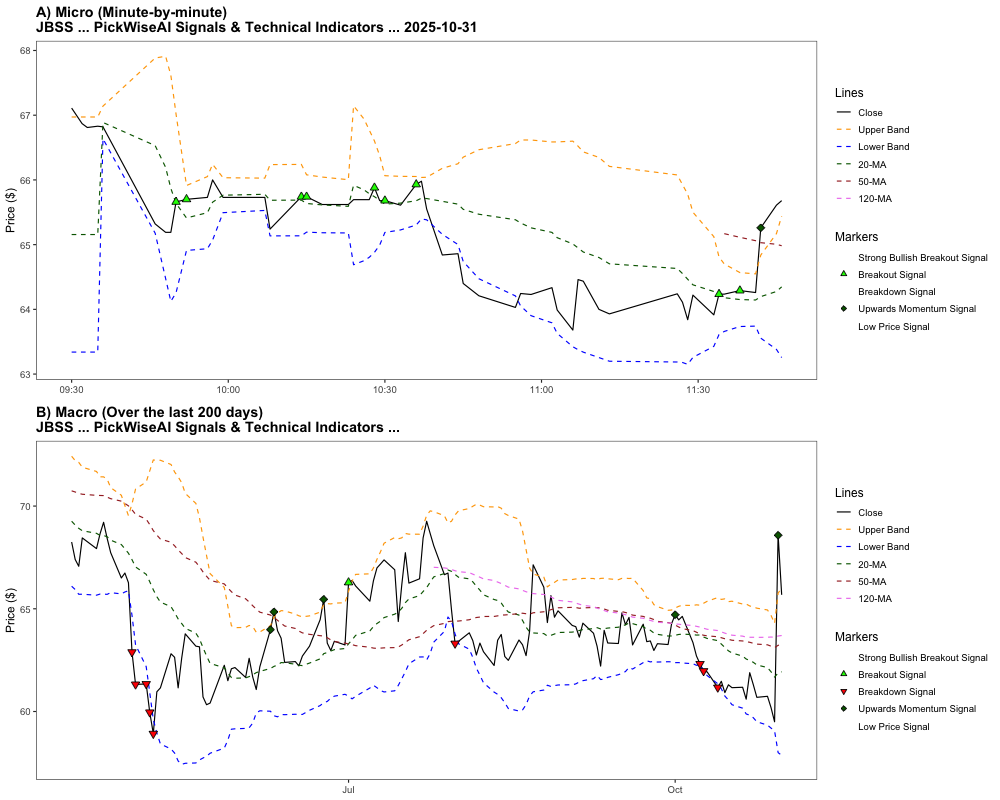 A) Micro (Minute-by-minute)
JBSS ... PickWiseAI Signals & Technical Indicators ... 2025-10-31
68
67
66
65
64
63
Price ($)
09:30
10:00
10:30
11:00
11:30
Lines
Close
Upper Band
Lower Band
20-MA
50-MA
120-MA
Markers
Strong Bullish Breakout Signal
Breakout Signal
Breakdown Signal
Upwards Momentum Signal
Low Price Signal
B) Macro (Over the last 200 days)
JBSS ... PickWiseAI Signals & Technical Indicators ...
70
65
60
Price ($)
Jul
Oct
Lines
Close
Upper Band
Lower Band
20-MA
50-MA
120-MA
Markers
Strong Bullish Breakout Signal
Breakout Signal
Breakdown Signal
Upwards Momentum Signal
Low Price Signal